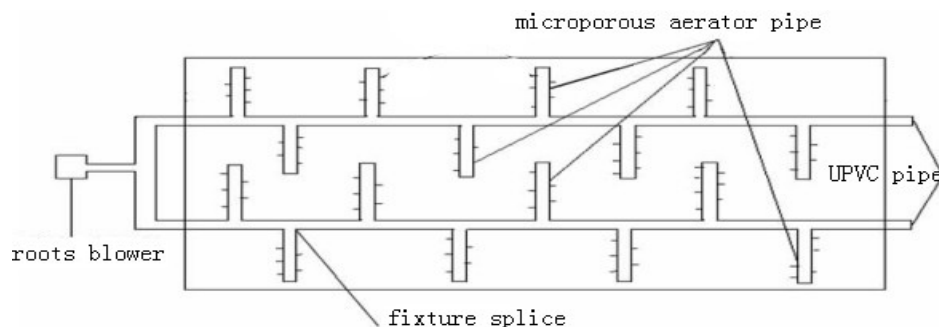 microporous aerator pipe
UPVC pipe
roots blower
fixture splice